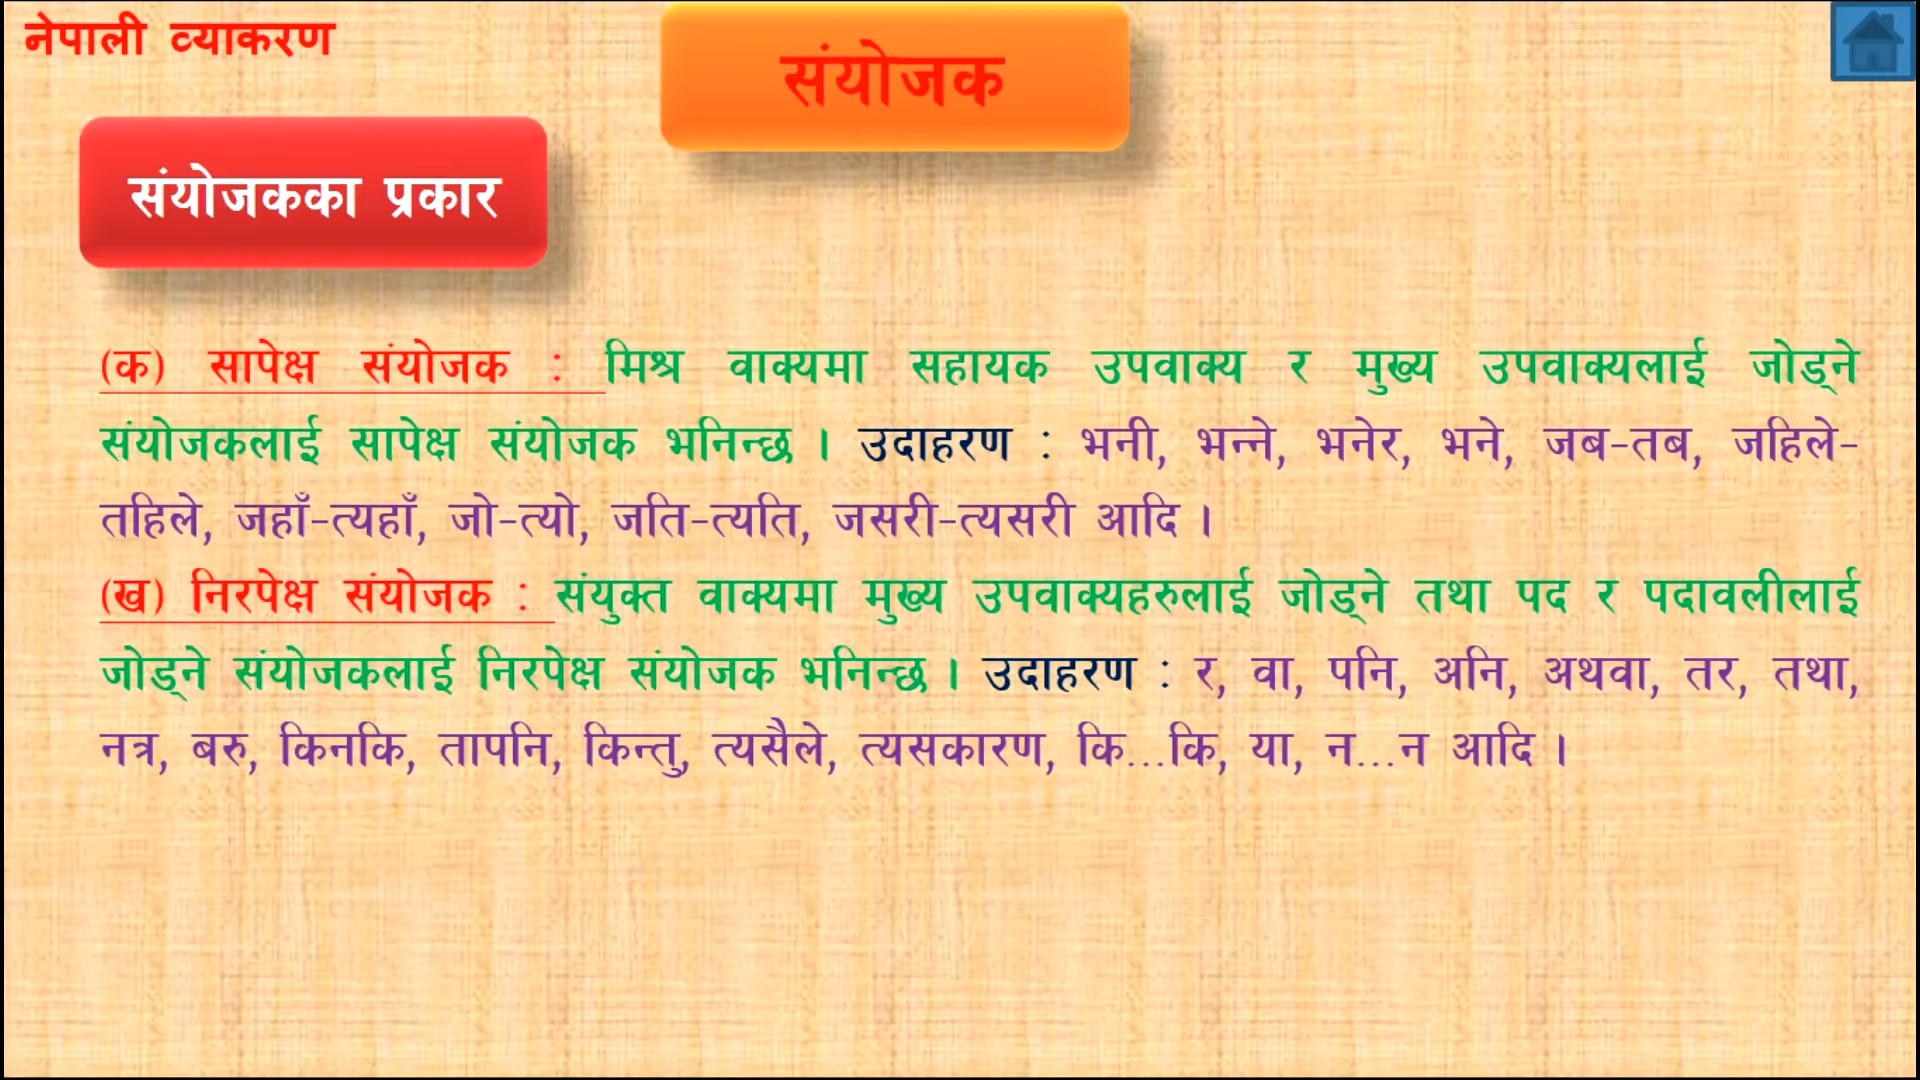 नेपाली व्याकरण
संयोजक
संयोजकका प्रकार
(क) सापेक्ष संयोजक : मिश्र वाक्यमा सहायक उपवाक्य र मुख्य उपवाक्यलाई जोड्ने
संयोजकलाई सापेक्ष संयोजक भनिन्छ । उदाहरण : भनी, भन्ने, भनेर, भने, जब-तब, जहिले-
तहिले, जहाँ-त्यहाँ, जो-त्यो, जति-त्यति, जसरी-त्यसरी आदि ।
(ख) निरपेक्ष संयोजक : संयुक्त वाक्यमा मुख्य उपवाक्यहरुलाई जोड्ने तथा पद र पदावलीलाई
जोड्ने संयोजकलाई निरपेक्ष संयोजक भनिन्छ । उदाहरण : र, वा, पनि, अनि, अथवा, तर, तथा,
नत्र, बरु, किनकि, तापनि, किन्तु, त्यसैले, त्यसकारण, कि...कि, या, न...न आदि ।